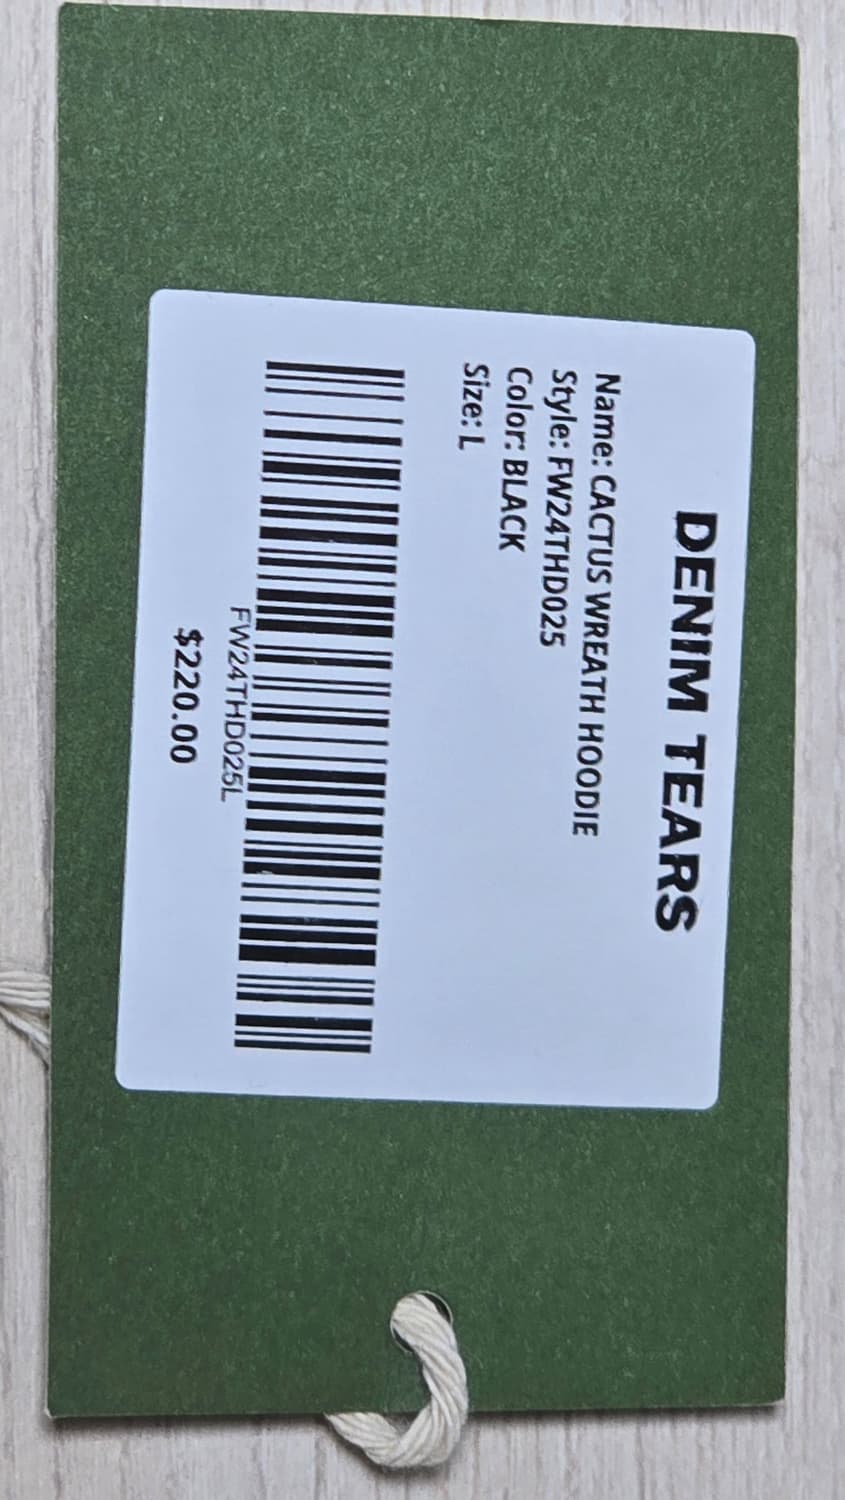 DENIM TEARS
Name: CACTUS WREATH HOODIE
Style: FW24THD025
Color: BLACK
Size: L
FW24THD025L
$220.00